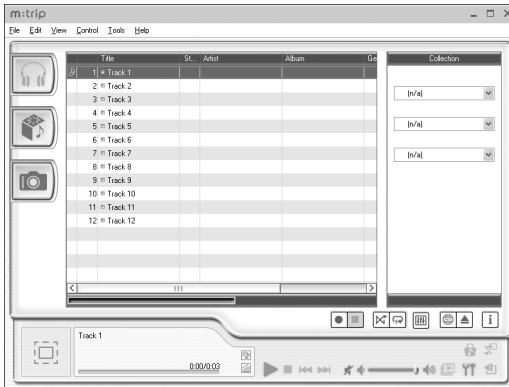 m:trip
File Edit View Control Tools Help
Title St... Artist Album Ge Collection
1 Track 1
2 Track 2
3 Track 3
4 Track 4
5 Track 5
6 Track 6
7 Track 7
8 Track 8
9 Track 9
10 Track 10
11 Track 11
12 Track 12
(n/a)
(n/a)
(n/a)
Track 1
0:00/0:03